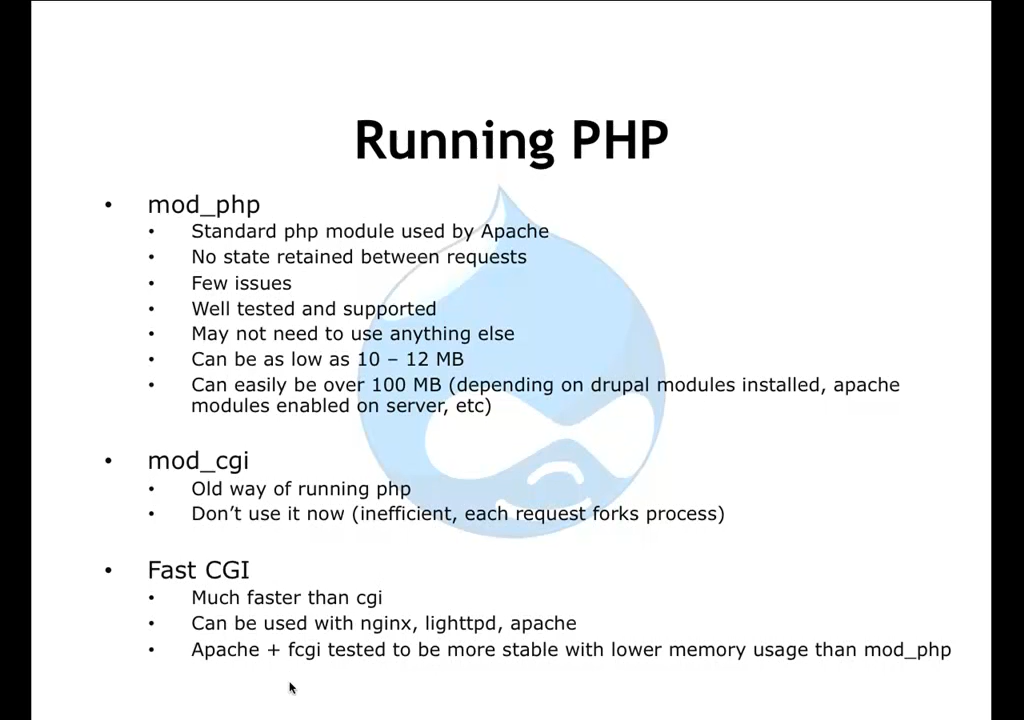 Running PHP
• mod_php
• Standard php module used by Apache
• No state retained between requests
• Few issues
• Well tested and supported
• May not need to use anything else
• Can be as low as 10 – 12 MB
• Can easily be over 100 MB (depending on drupal modules installed, apache
modules enabled on server, etc)
• mod_cgi
• Old way of running php
• Don’t use it now (inefficient, each request forks process)
• Fast CGI
• Much faster than cgi
• Can be used with nginx, lighttpd, apache
• Apache + fcgi tested to be more stable with lower memory usage than mod_php